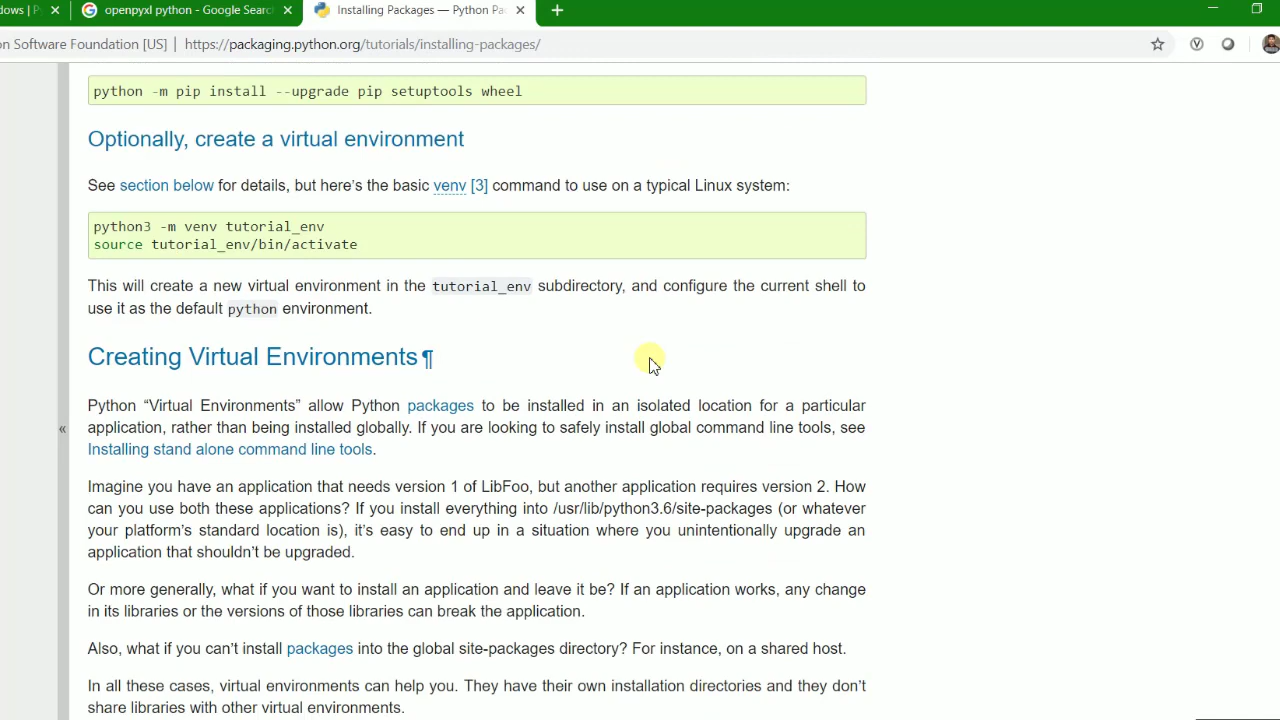 dows | P
openpyxl python - Google Searc
Installing Packages — Python Pac
on Software Foundation [US] | https://packaging.python.org/tutorials/installing-packages/
python -m pip install --upgrade pip setuptools wheel
Optionally, create a virtual environment
See section below for details, but here’s the basic venv [3] command to use on a typical Linux system:
python3 -m venv tutorial_env
source tutorial_env/bin/activate
This will create a new virtual environment in the tutorial_env subdirectory, and configure the current shell to
use it as the default python environment.
Creating Virtual Environments¶
Python “Virtual Environments” allow Python packages to be installed in an isolated location for a particular
application, rather than being installed globally. If you are looking to safely install global command line tools, see
Installing stand alone command line tools.
Imagine you have an application that needs version 1 of LibFoo, but another application requires version 2. How
can you use both these applications? If you install everything into /usr/lib/python3.6/site-packages (or whatever
your platform’s standard location is), it’s easy to end up in a situation where you unintentionally upgrade an
application that shouldn’t be upgraded.
Or more generally, what if you want to install an application and leave it be? If an application works, any change
in its libraries or the versions of those libraries can break the application.
Also, what if you can’t install packages into the global site-packages directory? For instance, on a shared host.
In all these cases, virtual environments can help you. They have their own installation directories and they don’t
share libraries with other virtual environments.